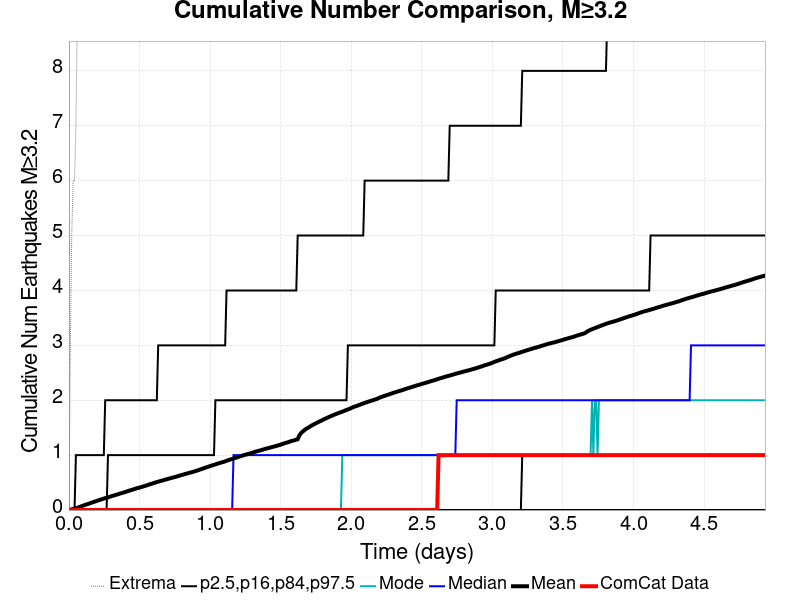 Cumulative Number Comparison, M≥3.2
Cumulative Num Earthquakes M≥3.2
8
7
6
5
4
3
2
1
0
0.0 0.5 1.0 1.5 2.0 2.5 3.0 3.5 4.0 4.5
Time (days)
Extrema p2.5,p16,p84,p97.5 Mode Median Mean ComCat Data